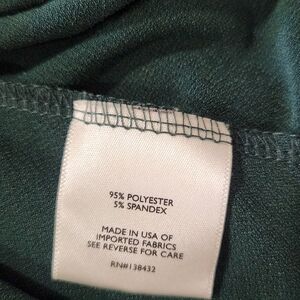 95% POLYESTER
5% SPANDEX
MADE IN USA OF
IMPORTED FABRICS
SEE REVERSE FOR CARE
RN#138432